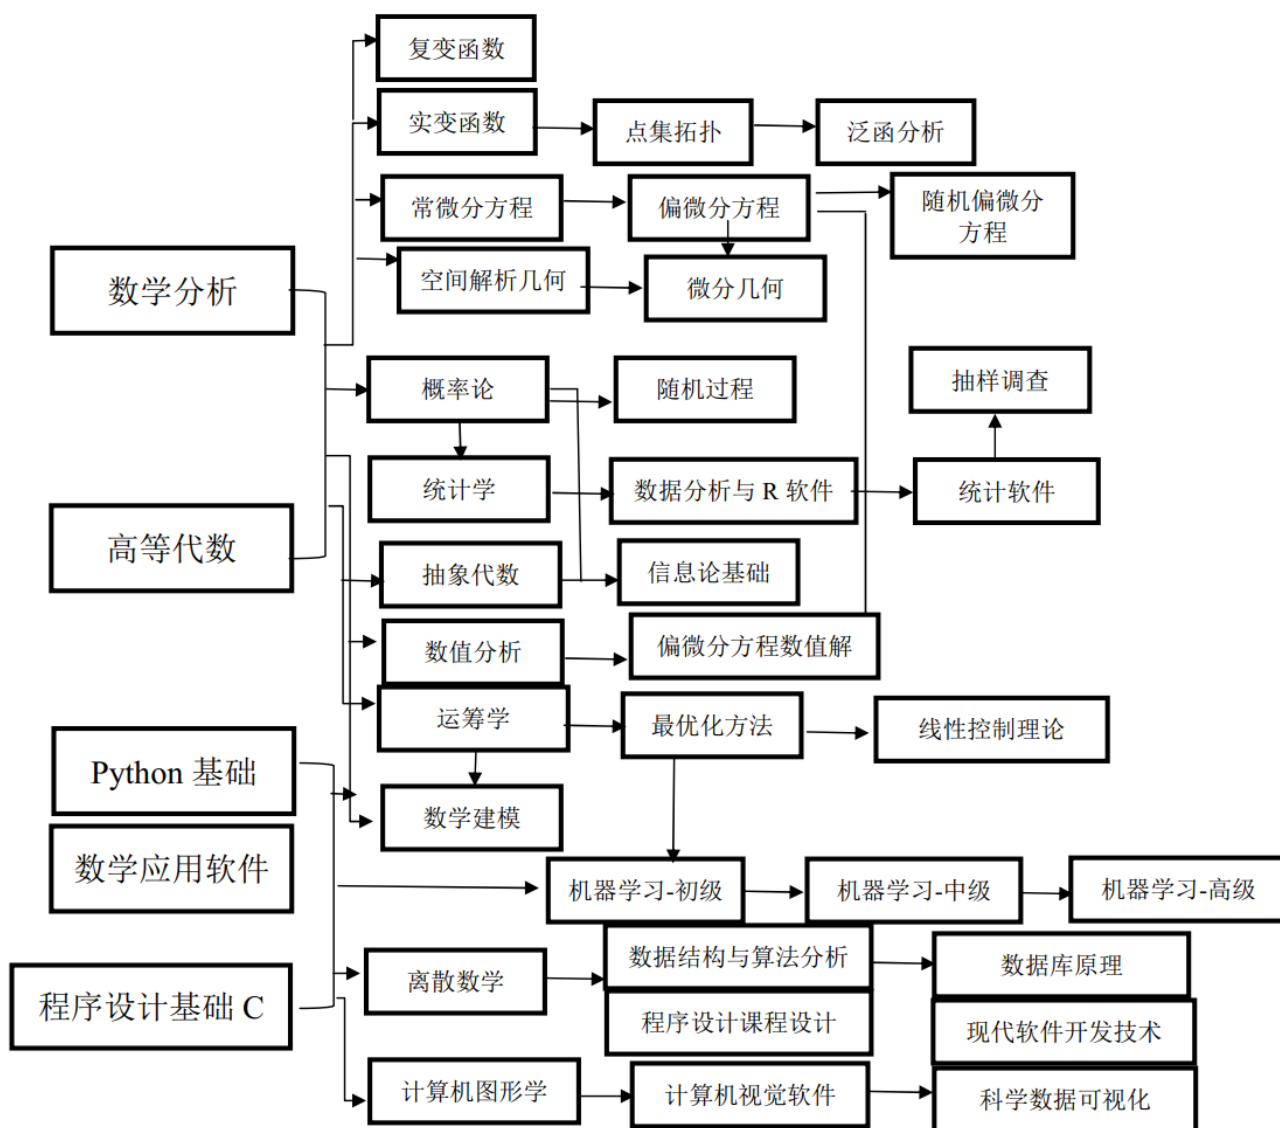 复变函数
实变函数
点集拓扑
泛函分析
常微分方程
偏微分方程
随机偏微分
方程
数学分析
空间解析几何
微分几何
概率论
随机过程
抽样调查
统计学
数据分析与 R 软件
统计软件
高等代数
抽象代数
信息论基础
数值分析
偏微分方程数值解
运筹学
最优化方法
线性控制理论
Python 基础
数学建模
数学应用软件
机器学习-初级
机器学习-中级
机器学习-高级
离散数学
数据结构与算法分析
数据库原理
程序设计基础 C
程序设计课程设计
现代软件开发技术
计算机图形学
计算机视觉软件
科学数据可视化